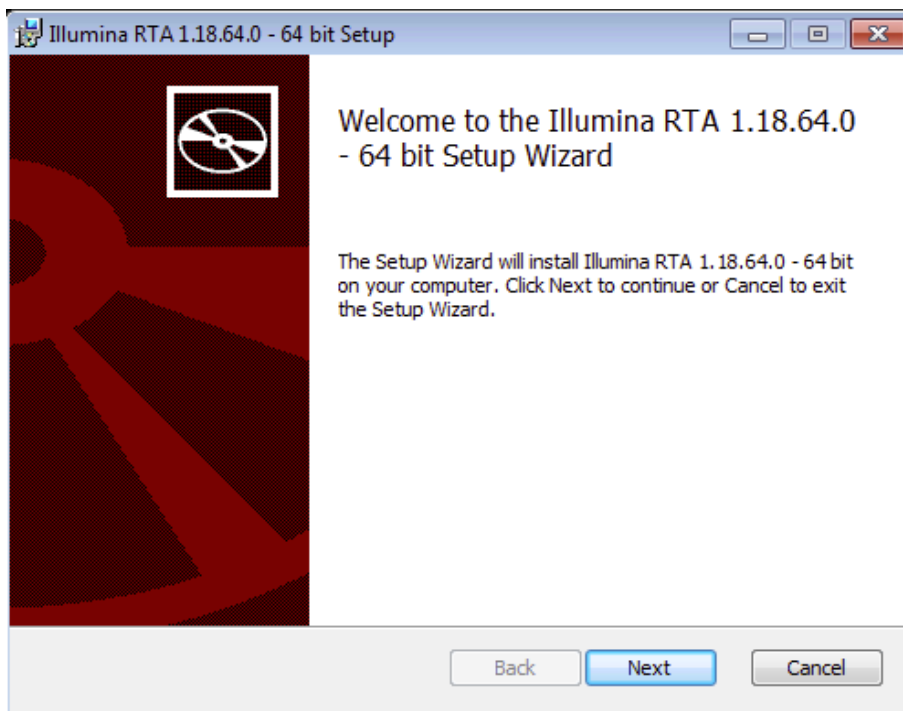 Illumina RTA 1.18.64.0 - 64 bit Setup
Welcome to the Illumina RTA 1.18.64.0
- 64 bit Setup Wizard
The Setup Wizard will install Illumina RTA 1.18.64.0 - 64 bit
on your computer. Click Next to continue or Cancel to exit
the Setup Wizard.
Back Next Cancel